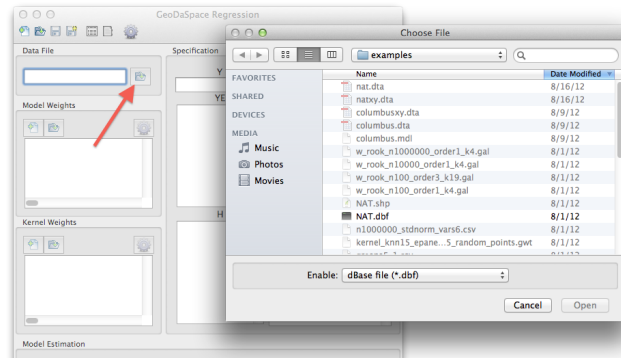 GeoDaSpace Regression
Data File
Specification
Y
YE
Model Weights
H
Kernel Weights
Model Estimation
Choose File
examples
FAVORITES
SHARED
DEVICES
MEDIA
Music
Photos
Movies
Name Date Modified
nat.dta 8/16/12
natxy.dta 8/16/12
columbusxy.dta 8/9/12
columbus.dta 8/9/12
columbus.mdl 8/9/12
w_rook_n1000000_order1_k4.gal 8/1/12
w_rook_n10000_order1_k4.gal 8/1/12
w_rook_n100_order3_k19.gal 8/1/12
w_rook_n100_order1_k4.gal 8/1/12
NAT.shp 8/1/12
NAT.dbf 8/1/12
n1000000_stdnorm_vars6.csv 8/1/12
kernel_knn15_epane...5_random_points.gwt 8/1/12
Enable: dBase file (*.dbf)
Cancel Open